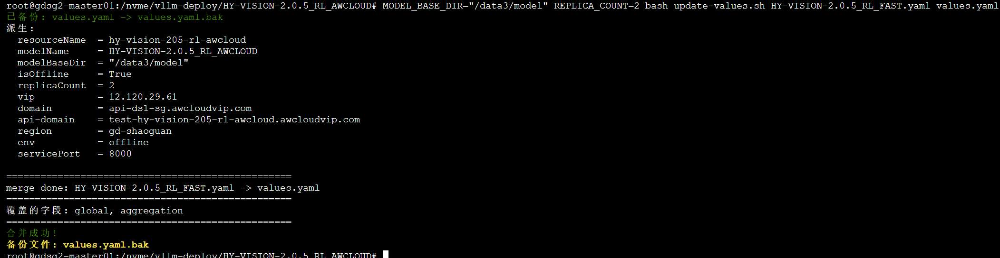 root@gdsg2-master01:/nvme/vllm-deploy/HY-VISION-2.0.5_RL_AWCLOUD# MODEL_BASE_DIR="/data3/model" REPLICA_COUNT=2 bash update-values.sh HY-VISION-2.0.5_RL_FAST.yaml values.yaml
已备份: values.yaml -> values.yaml.bak
派生:
  resourceName  = hy-vision-205-rl-awcloud
  modelName     = HY-VISION-2.0.5_RL_AWCLOUD
  modelBaseDir  = "/data3/model"
  isOffline     = True
  replicaCount  = 2
  vip           = 12.120.29.61
  domain        = api-ds1-sg.awcloudvip.com
  api-domain    = test-hy-vision-205-rl-awcloud.awcloudvip.com
  region        = gd-shaoguan
  env           = offline
  servicePort   = 8000
==================================================
merge done: HY-VISION-2.0.5_RL_FAST.yaml -> values.yaml
==================================================
覆盖的字段: global, aggregation
==================================================
合并成功!
备份文件: values.yaml.bak
root@gdsg2-master01:/nvme/vllm-deploy/HY-VISION-2.0.5_RL_AWCLOUD#